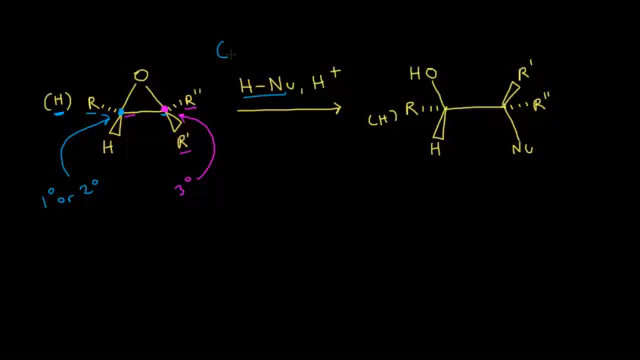 (
O
(H) R R"
H R'
1° or 2° 3°
H-Nu, H+
HO R'
(H) R R"
H Nu